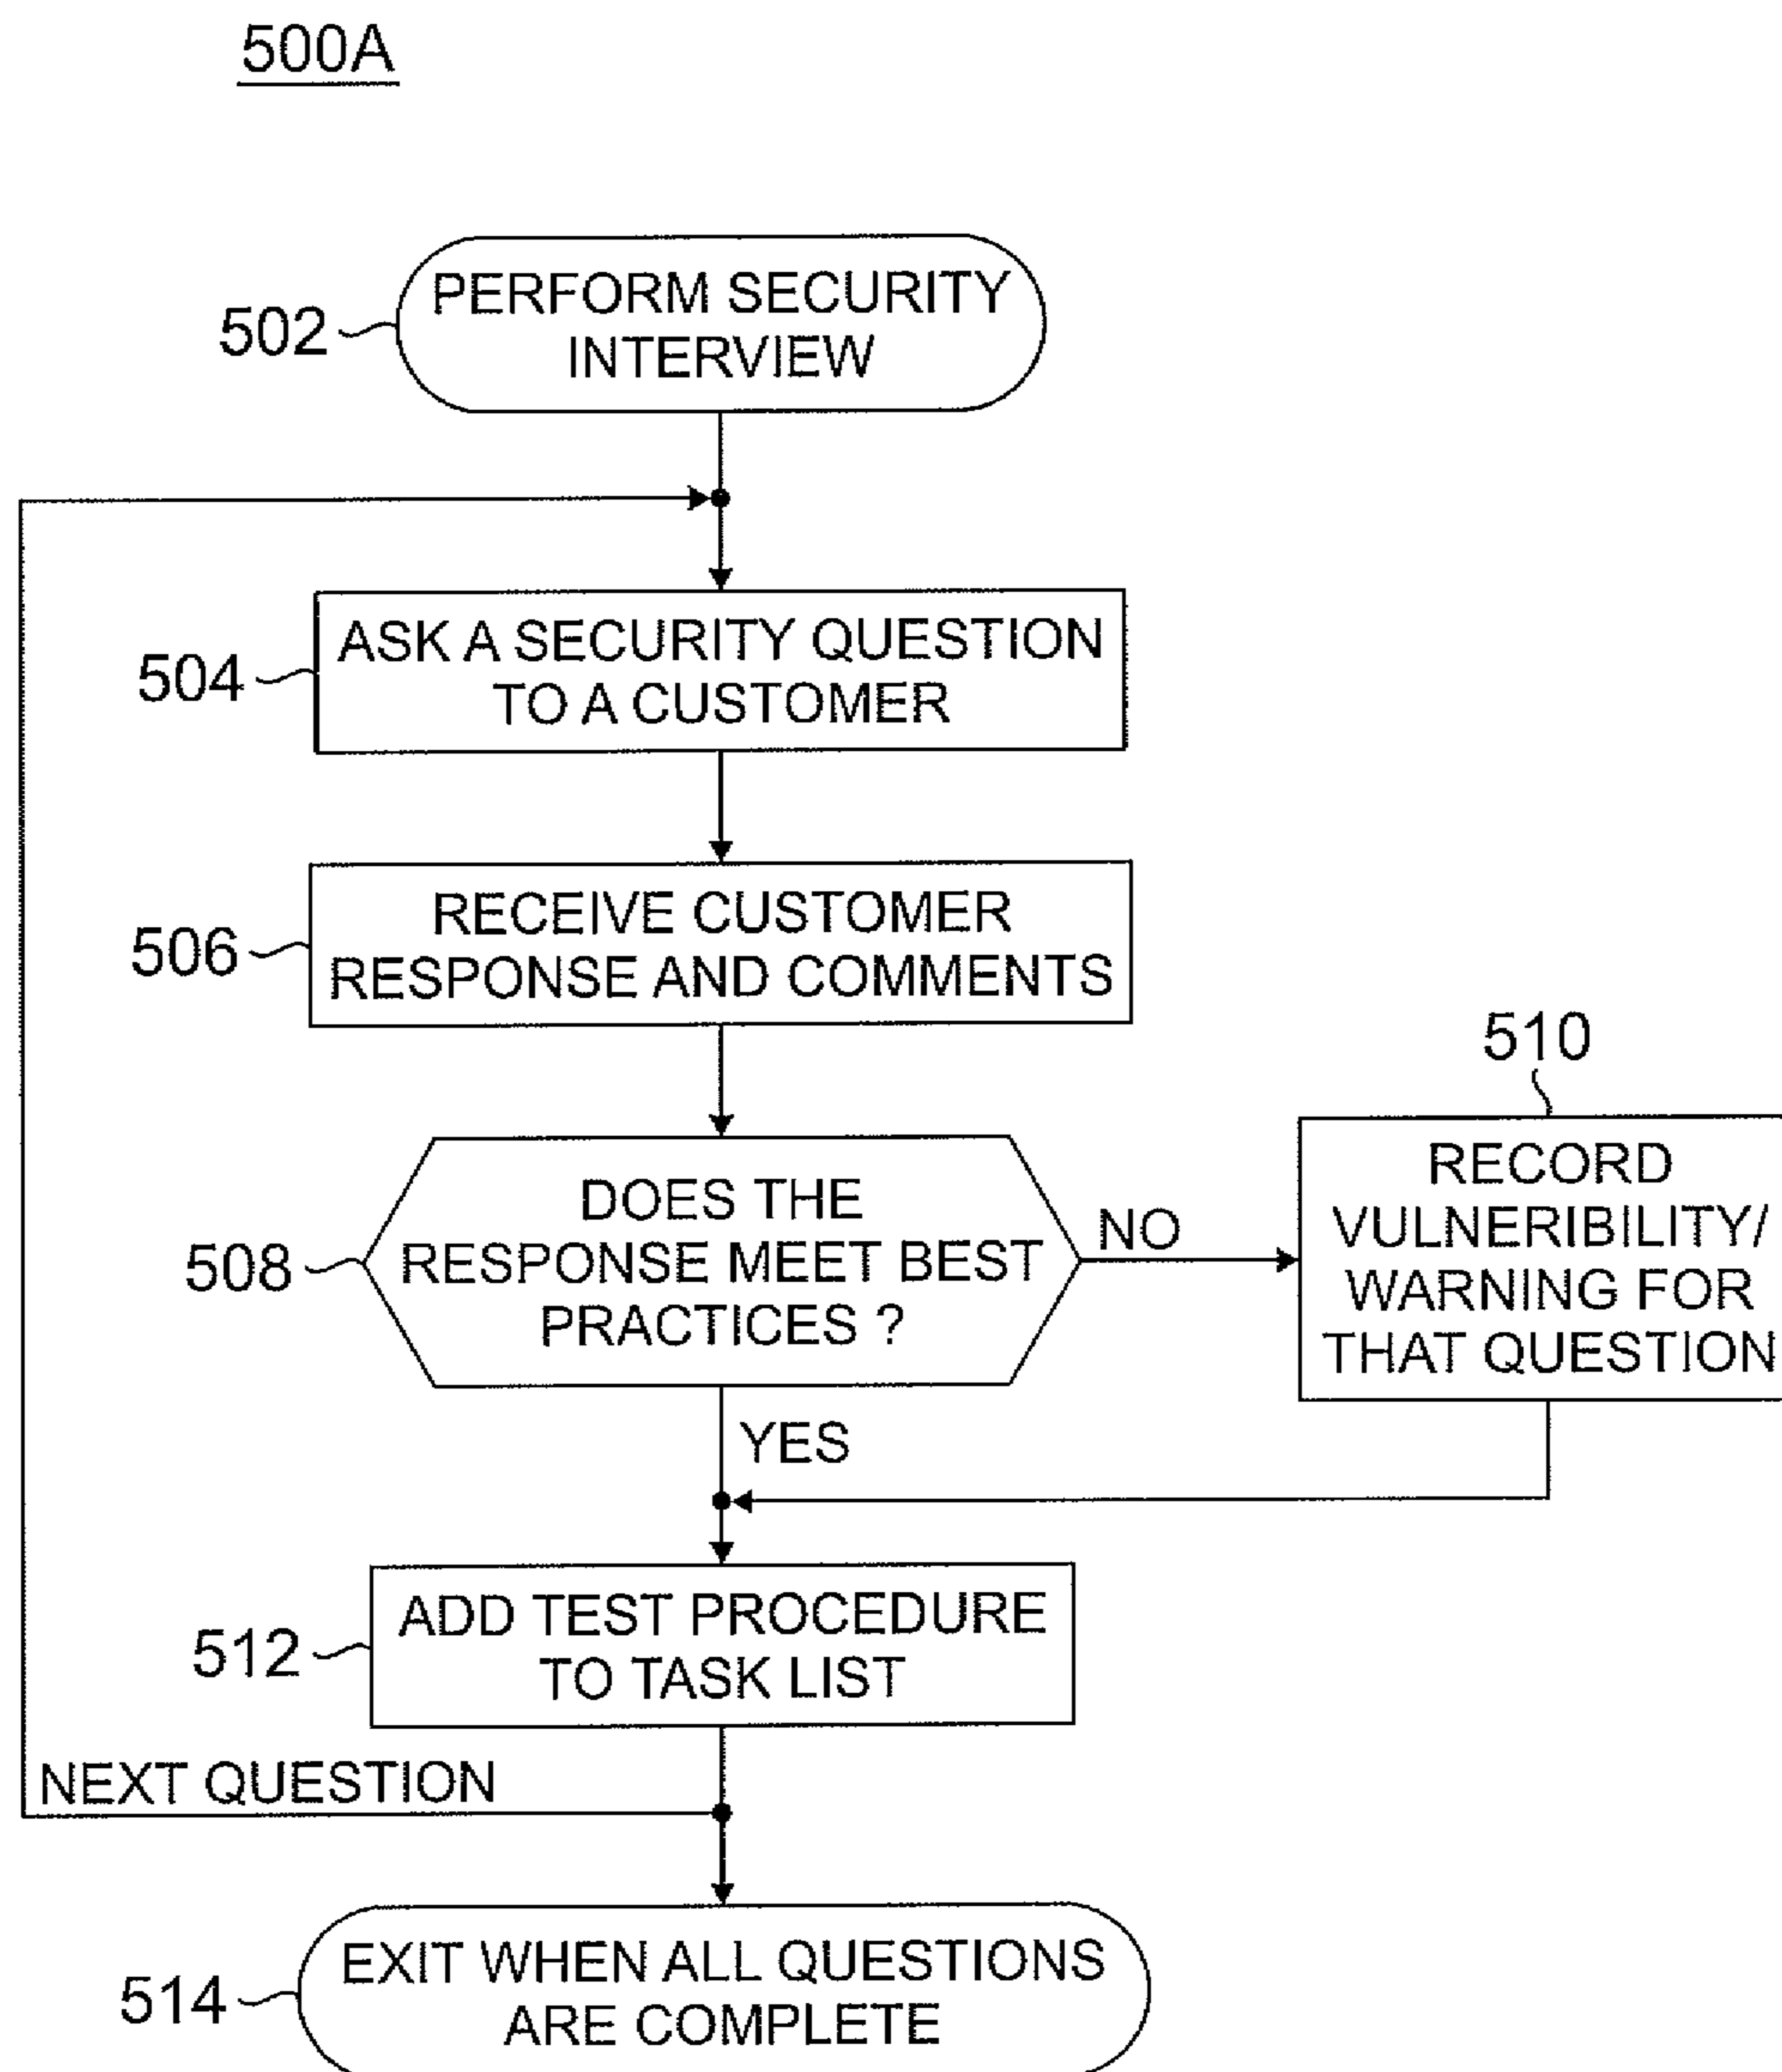 500A
502
PERFORM SECURITY
INTERVIEW
504
ASK A SECURITY QUESTION
TO A CUSTOMER
506
RECEIVE CUSTOMER
RESPONSE AND COMMENTS
508
DOES THE
RESPONSE MEET BEST
PRACTICES ?
NO
510
RECORD
VULNERIBILITY/
WARNING FOR
THAT QUESTION
YES
512
ADD TEST PROCEDURE
TO TASK LIST
NEXT QUESTION
514
EXIT WHEN ALL QUESTIONS
ARE COMPLETE